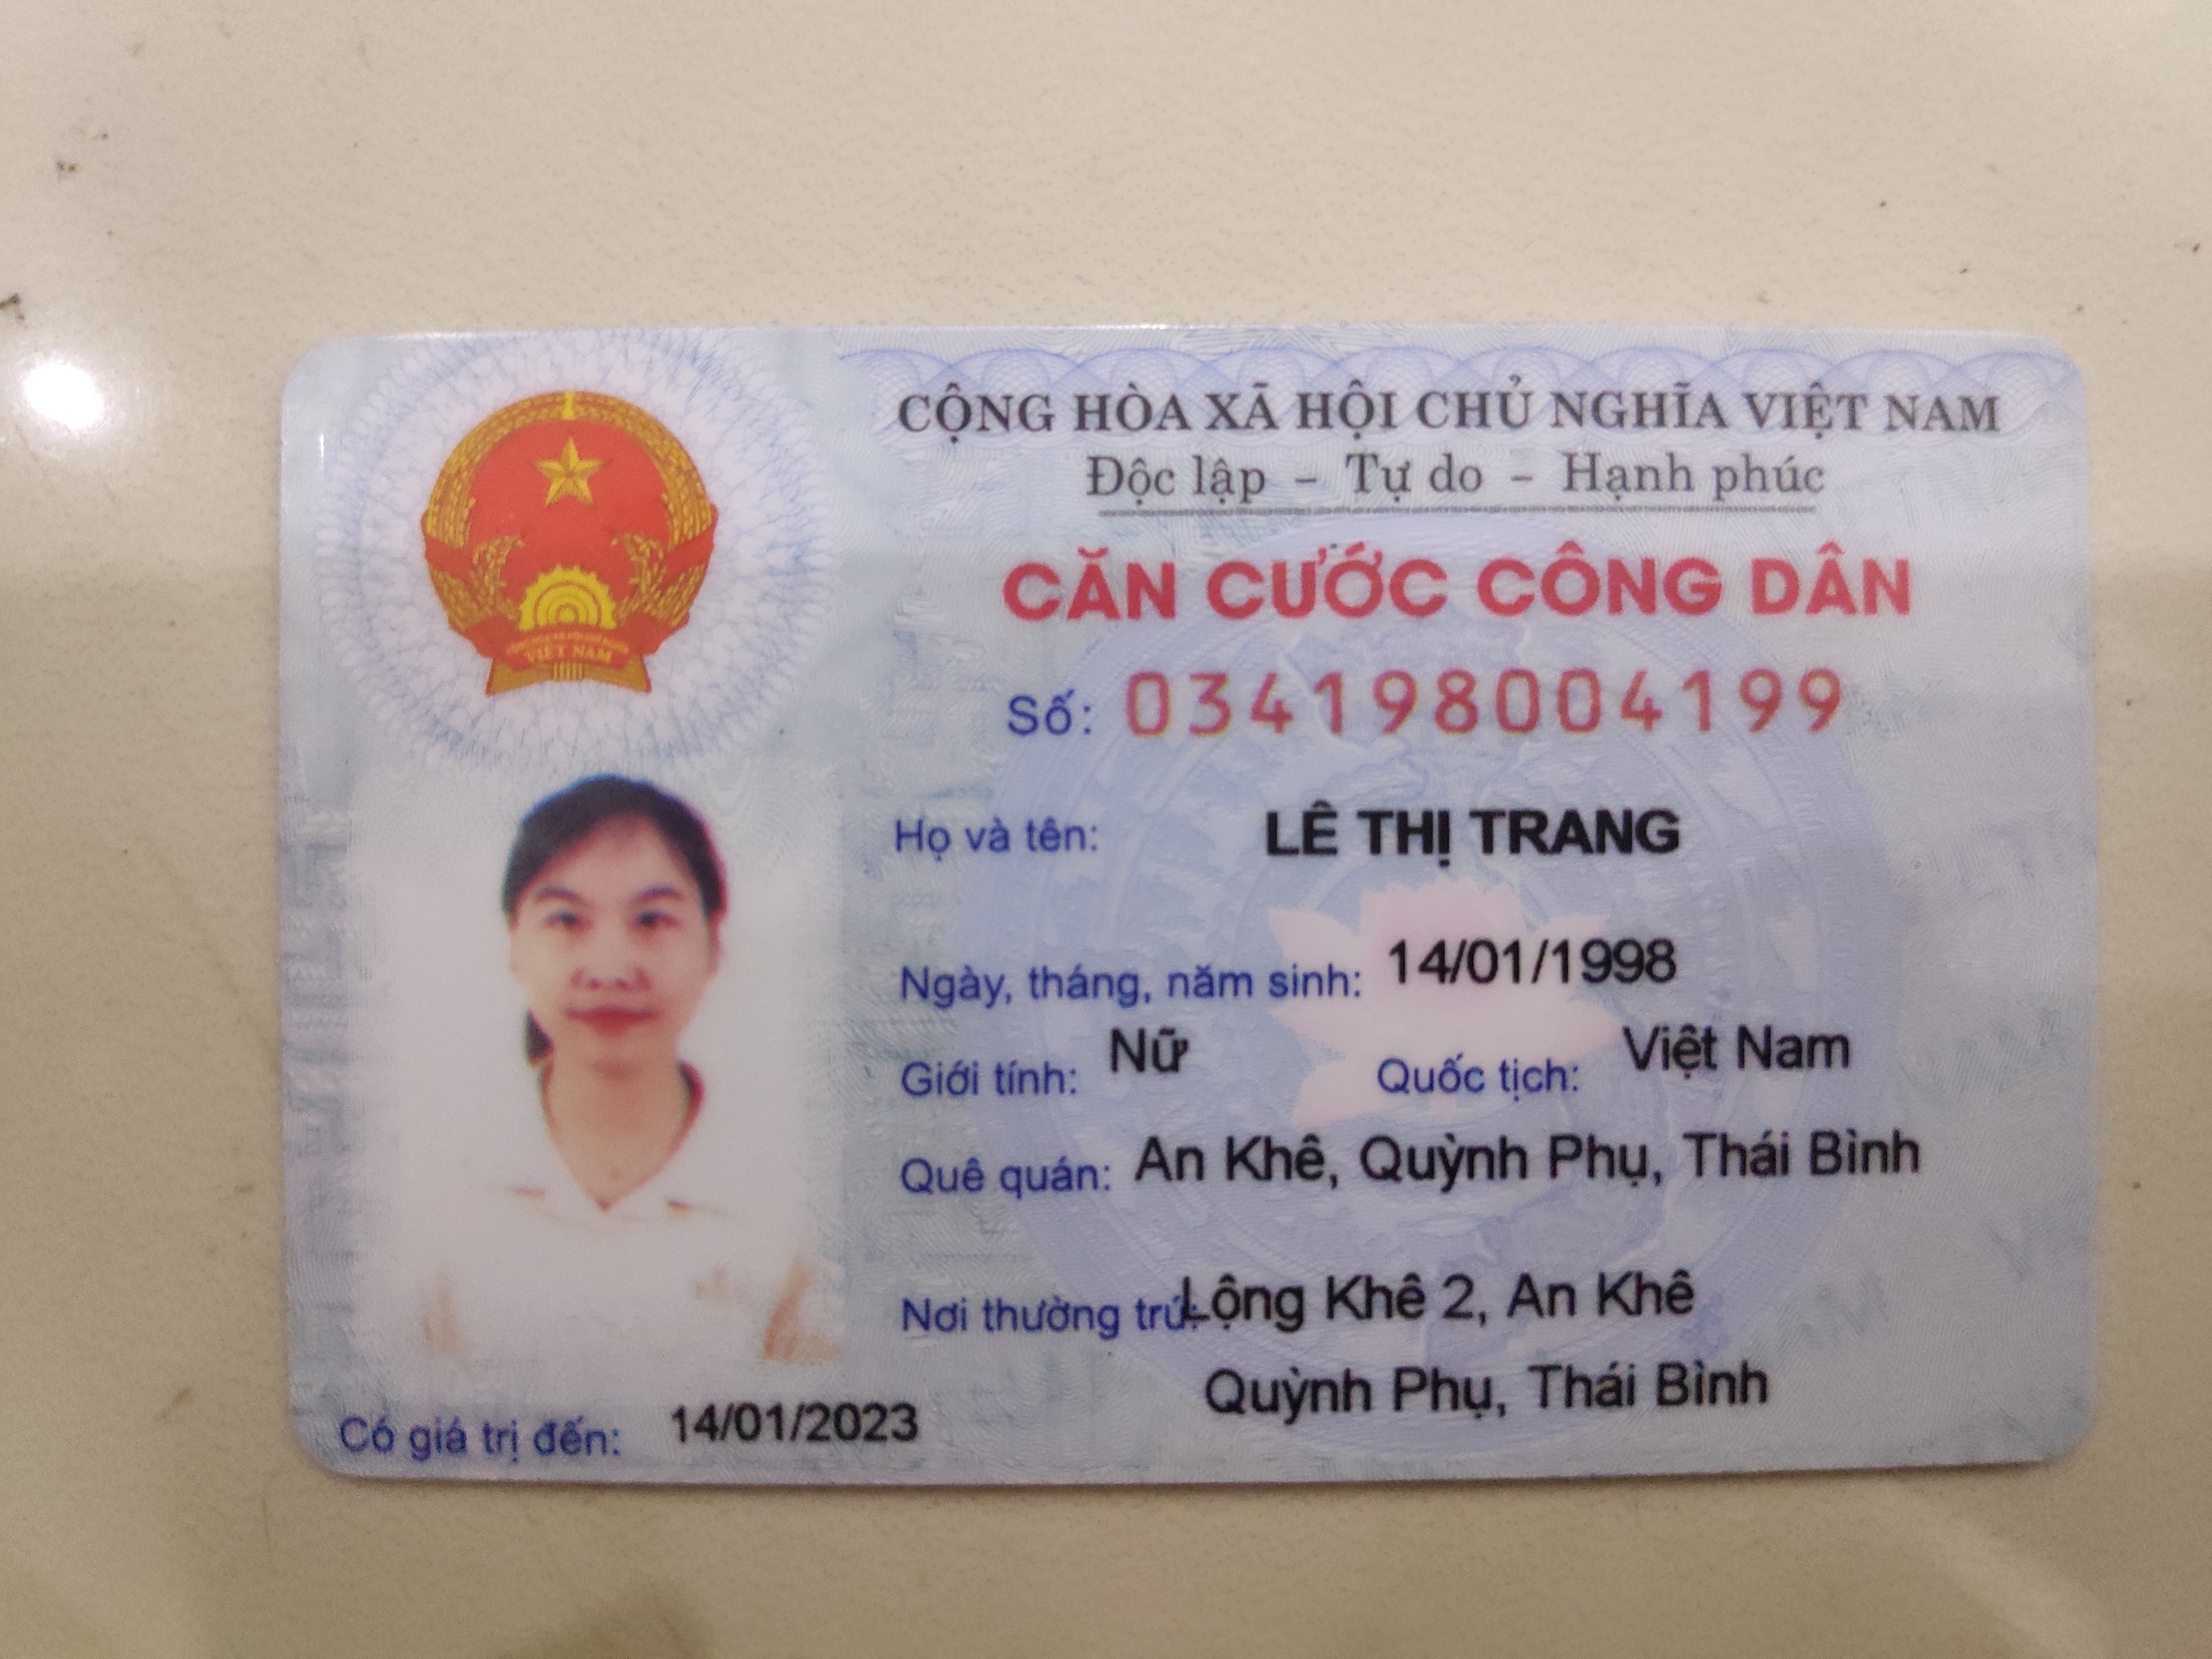 CỘNG HÒA XÃ HỘI CHỦ NGHĨA VIỆT NAM
Độc lập – Tự do – Hạnh phúc
CĂN CƯỚC CÔNG DÂN
Số: 034198004199
Họ và tên: LÊ THỊ TRANG
Ngày, tháng, năm sinh: 14/01/1998
Giới tính: Nữ Quốc tịch: Việt Nam
Quê quán: An Khê, Quỳnh Phụ, Thái Bình
Nơi thường trú: Lộng Khê 2, An Khê
Quỳnh Phụ, Thái Bình
Có giá trị đến: 14/01/2023
VIỆT NAM